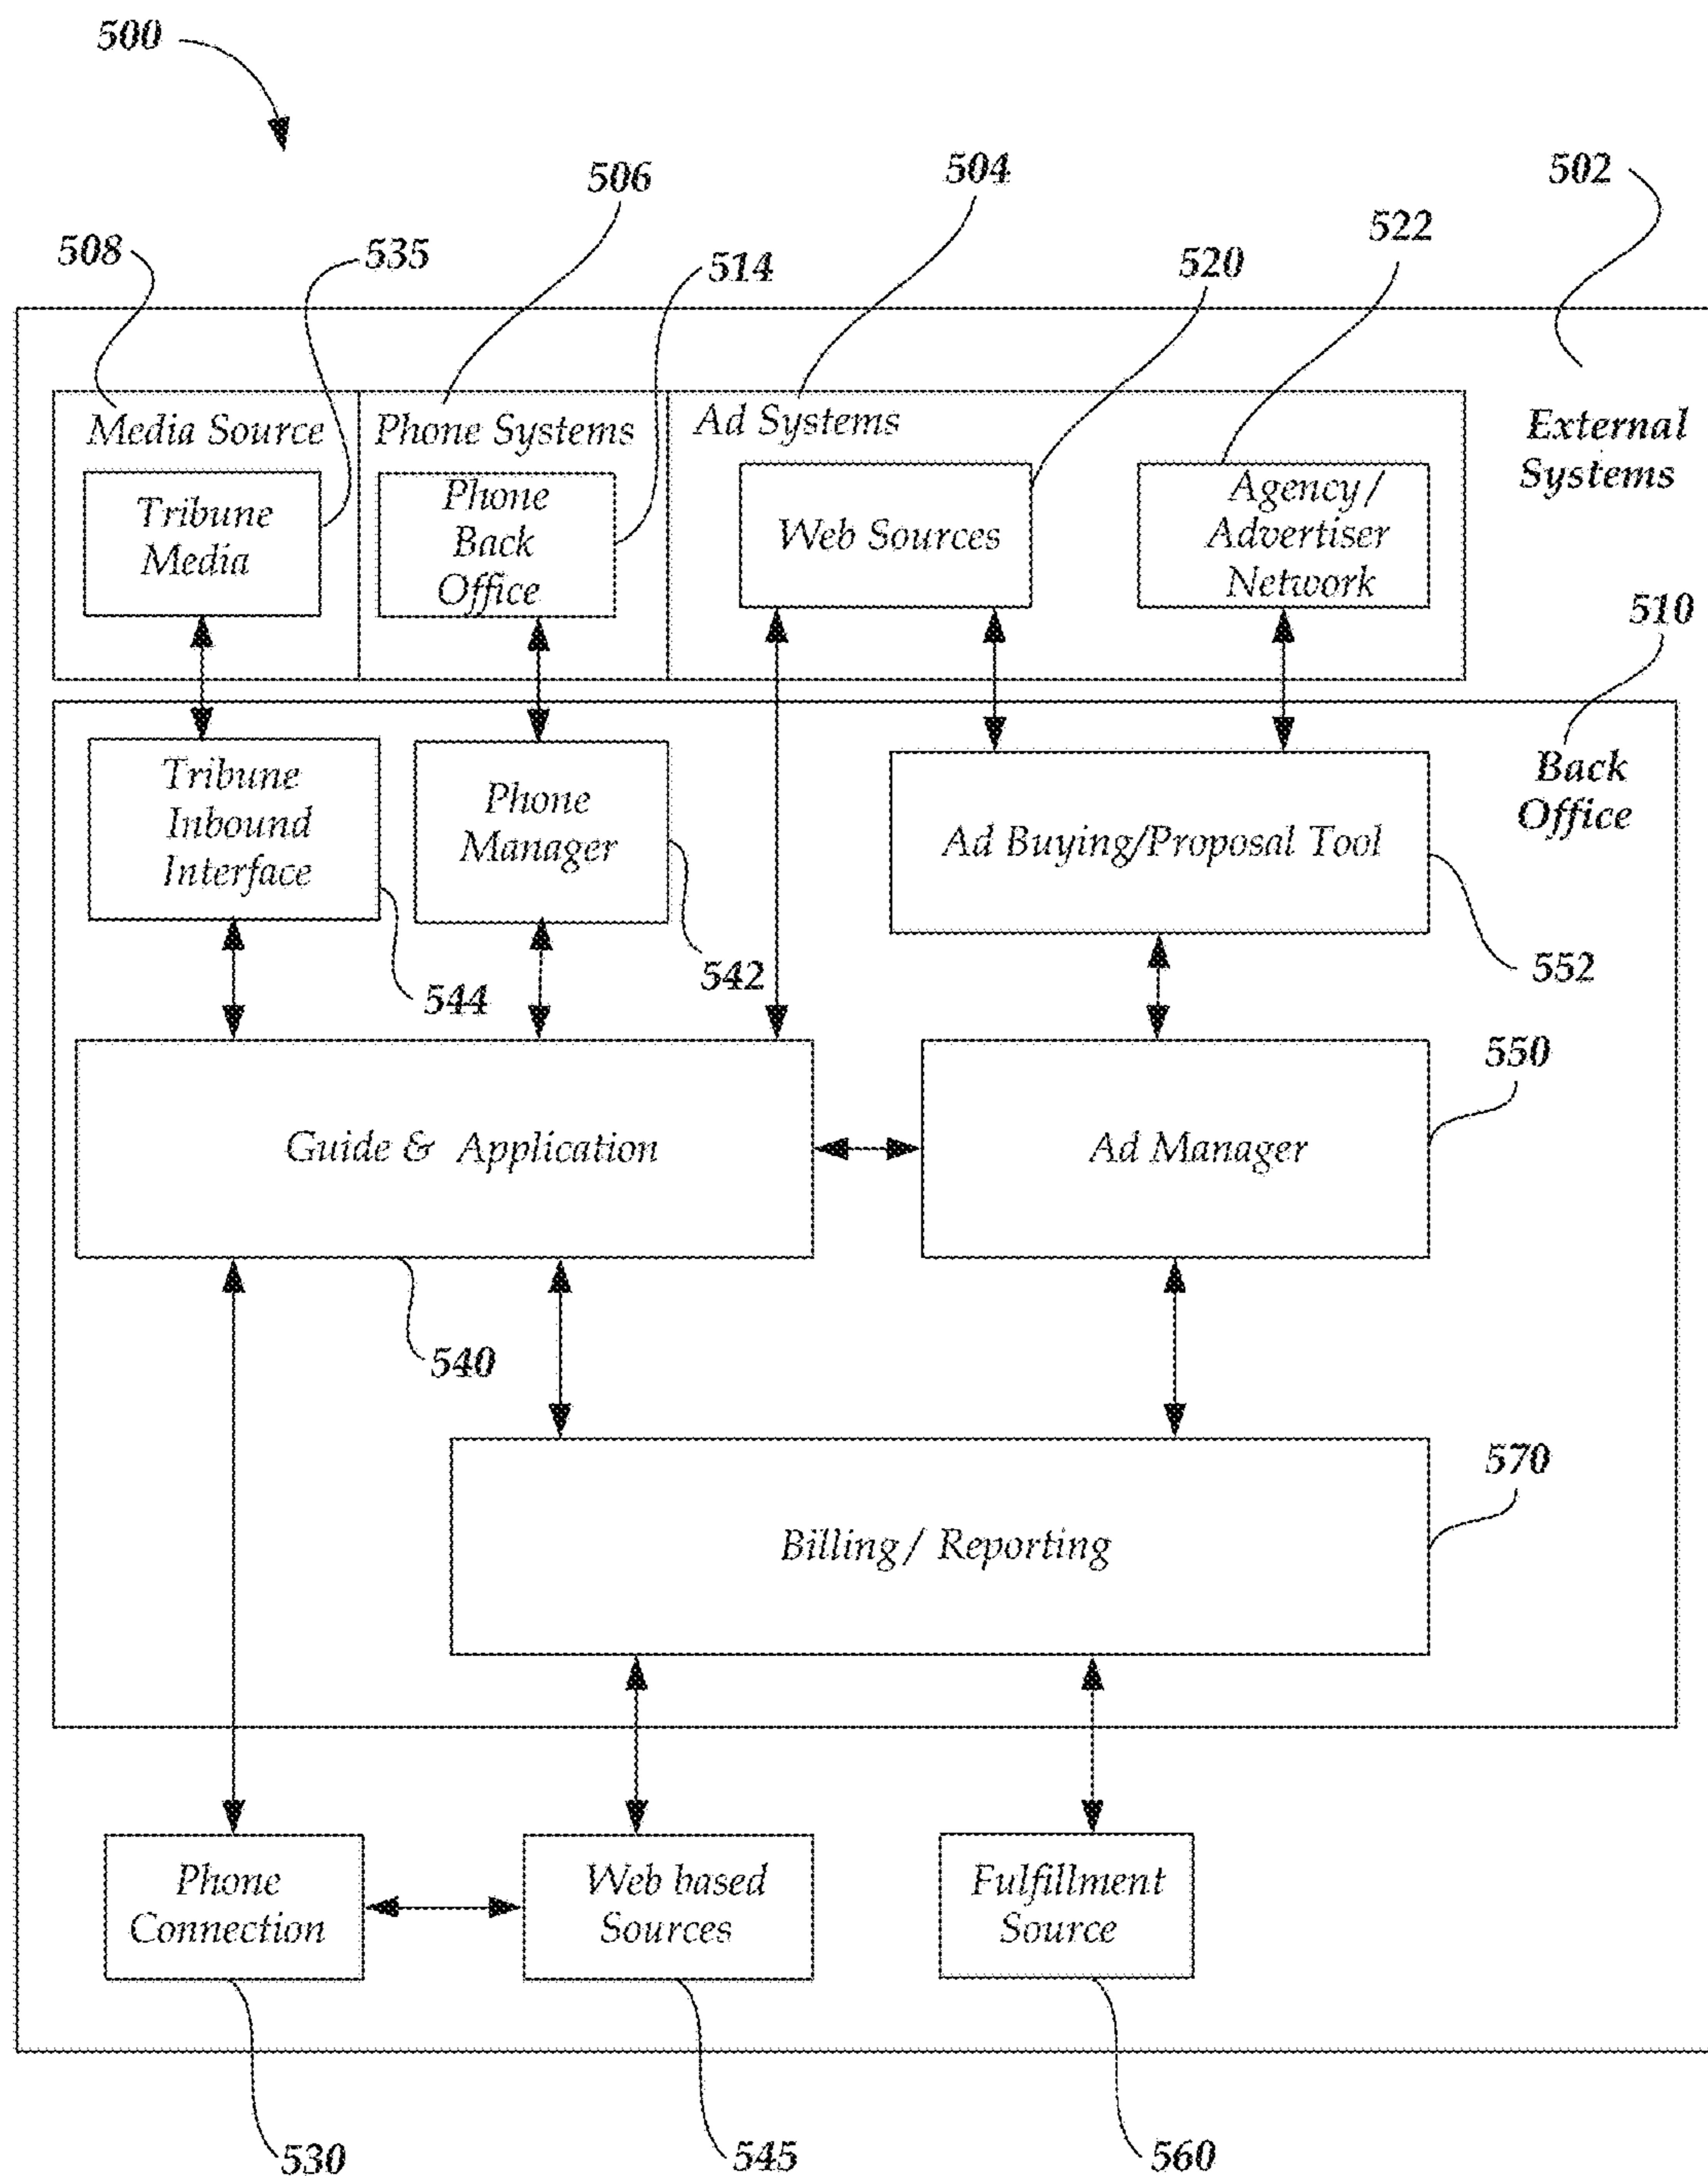 500
506
504
502
508
535
514
520
522
Media Source
Phone Systems
Ad Systems
External
Systems
Tribune
Media
Phone
Back
Office
Web Sources
Agency/
Advertiser
Network
510
Back
Office
Tribune
Inbound
Interface
Phone
Manager
Ad Buying/Proposal Tool
544
542
552
550
Guide & Application
Ad Manager
540
570
Billing/ Reporting
Phone
Connection
Web based
Sources
Fulfillment
Source
530
545
560